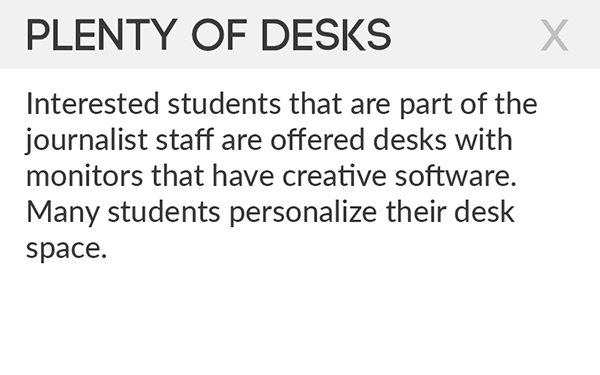 PLENTY OF DESKS X
Interested students that are part of the
journalist staff are offered desks with
monitors that have creative software.
Many students personalize their desk
space.